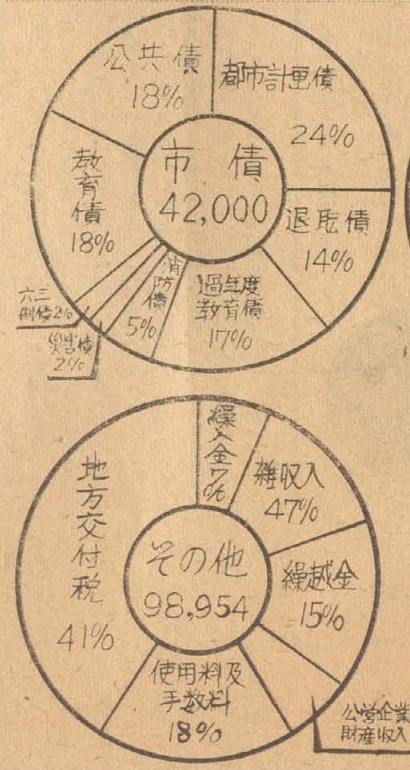 公共債
18%
都市計画債
24%
教育債
18%
市債
42,000
退取債
14%
六三
制債2%
災害債
2%
消防債
5%
過年度
教育債
17%
繰入金7%
雑収入
47%
地方交付税
41%
その他
98,954
繰越金
15%
使用料及
手数料
18%
公営企業
財産収入